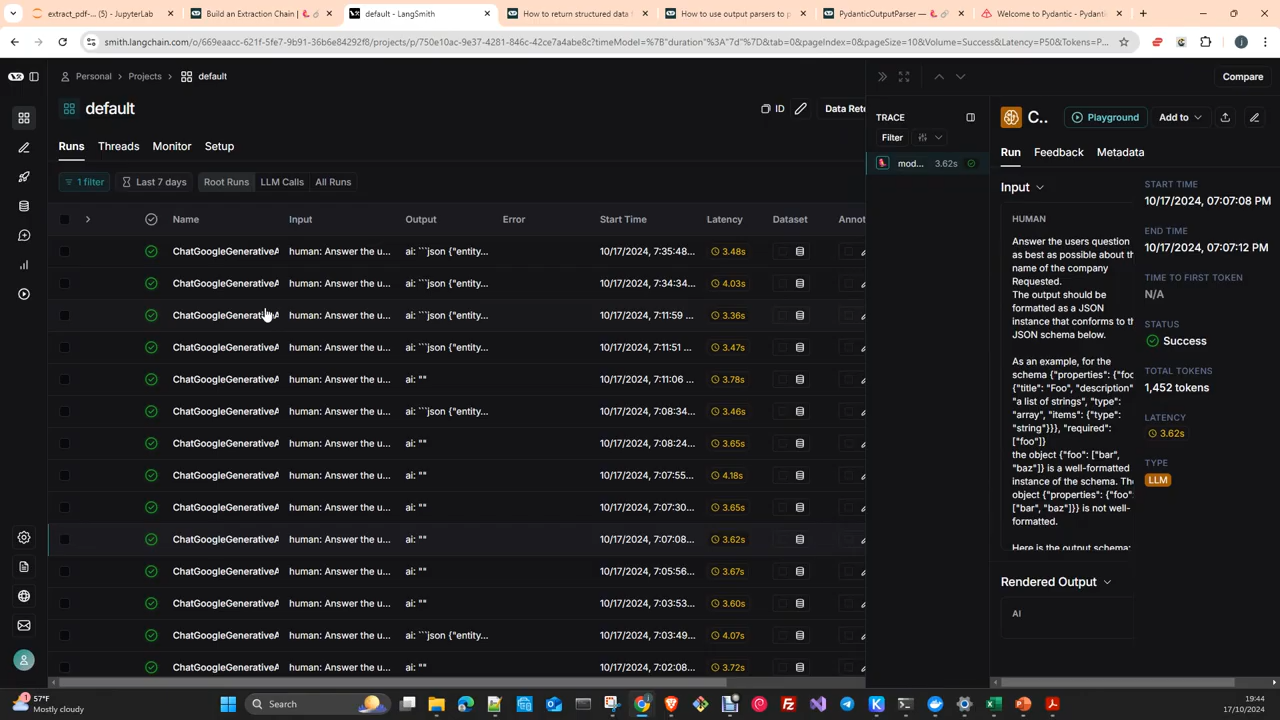 extract_pdf-... (5) - JupyterLab
Build an Extraction Chain |
default - LangSmith
How to return structured data
How to use output parsers to p
PydanticOutputParser —
Welcome to Pydantic - Pydanti
smith.langchain.com/o/669eaacc-621f-5fe7-9b91-36b6e84292f8/projects/p/750e10ac-9e37-4281-846c-42ce7a4abe8c?timeModel=%7B"duration"%3A"7d"%7D&tab=0&pageIndex=0&pageSize=10&Volume=Success&Latency=P50&Tokens=P...
Personal > Projects > default
Compare
default
ID
Data Rete
TRACE
Filter
mod... 3.62s
C..
Playground
Add to
Runs Threads Monitor Setup
Run Feedback Metadata
1 filter
Last 7 days
Root Runs LLM Calls All Runs
Name Input Output Error Start Time Latency Dataset Annot
ChatGoogleGenerativeA human: Answer the u... ai: ```json {"entity... 10/17/2024, 7:35:48... 3.48s
ChatGoogleGenerativeA human: Answer the u... ai: ```json {"entity... 10/17/2024, 7:34:34... 4.03s
ChatGoogleGenerativeA human: Answer the u... ai: ```json {"entity... 10/17/2024, 7:11:59 ... 3.36s
ChatGoogleGenerativeA human: Answer the u... ai: ```json {"entity... 10/17/2024, 7:11:51 ... 3.47s
ChatGoogleGenerativeA human: Answer the u... ai: "" 10/17/2024, 7:11:06 ... 3.78s
ChatGoogleGenerativeA human: Answer the u... ai: ```json {"entity... 10/17/2024, 7:08:34... 3.46s
ChatGoogleGenerativeA human: Answer the u... ai: "" 10/17/2024, 7:08:24... 3.65s
ChatGoogleGenerativeA human: Answer the u... ai: "" 10/17/2024, 7:07:55... 4.18s
ChatGoogleGenerativeA human: Answer the u... ai: "" 10/17/2024, 7:07:30... 3.65s
ChatGoogleGenerativeA human: Answer the u... ai: "" 10/17/2024, 7:07:08... 3.62s
ChatGoogleGenerativeA human: Answer the u... ai: "" 10/17/2024, 7:05:56... 3.67s
ChatGoogleGenerativeA human: Answer the u... ai: "" 10/17/2024, 7:03:53... 3.60s
ChatGoogleGenerativeA human: Answer the u... ai: ```json {"entity... 10/17/2024, 7:03:49... 4.07s
ChatGoogleGenerativeA human: Answer the u... ai: "" 10/17/2024, 7:02:08... 3.72s
Input
HUMAN
Answer the users question
as best as possible about th
name of the company
Requested.
The output should be
formatted as a JSON
instance that conforms to th
JSON schema below.
As an example, for the
schema {"properties": {"foo
{"title": "Foo", "description"
"a list of strings", "type":
"array", "items": {"type":
"string"}}}, "required":
["foo"]}
the object {"foo": ["bar",
"baz"]} is a well-formatted
instance of the schema. The
object {"properties": {"foo"
["bar", "baz"]}} is not well-
formatted.
Here is the output schema:
Rendered Output
AI
START TIME
10/17/2024, 07:07:08 PM
END TIME
10/17/2024, 07:07:12 PM
TIME TO FIRST TOKEN
N/A
STATUS
Success
TOTAL TOKENS
1,452 tokens
LATENCY
3.62s
TYPE
LLM
1
57°F
Mostly cloudy
Search
19:44
17/10/2024